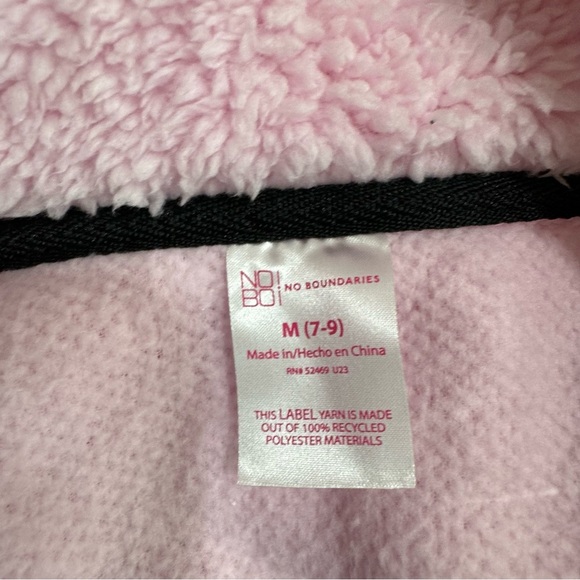 NO! NO BOUNDARIES
BO!
M (7-9)
Made in/Hecho en China
RN# 52469 U23
THIS LABEL YARN IS MADE
OUT OF 100% RECYCLED
POLYESTER MATERIALS